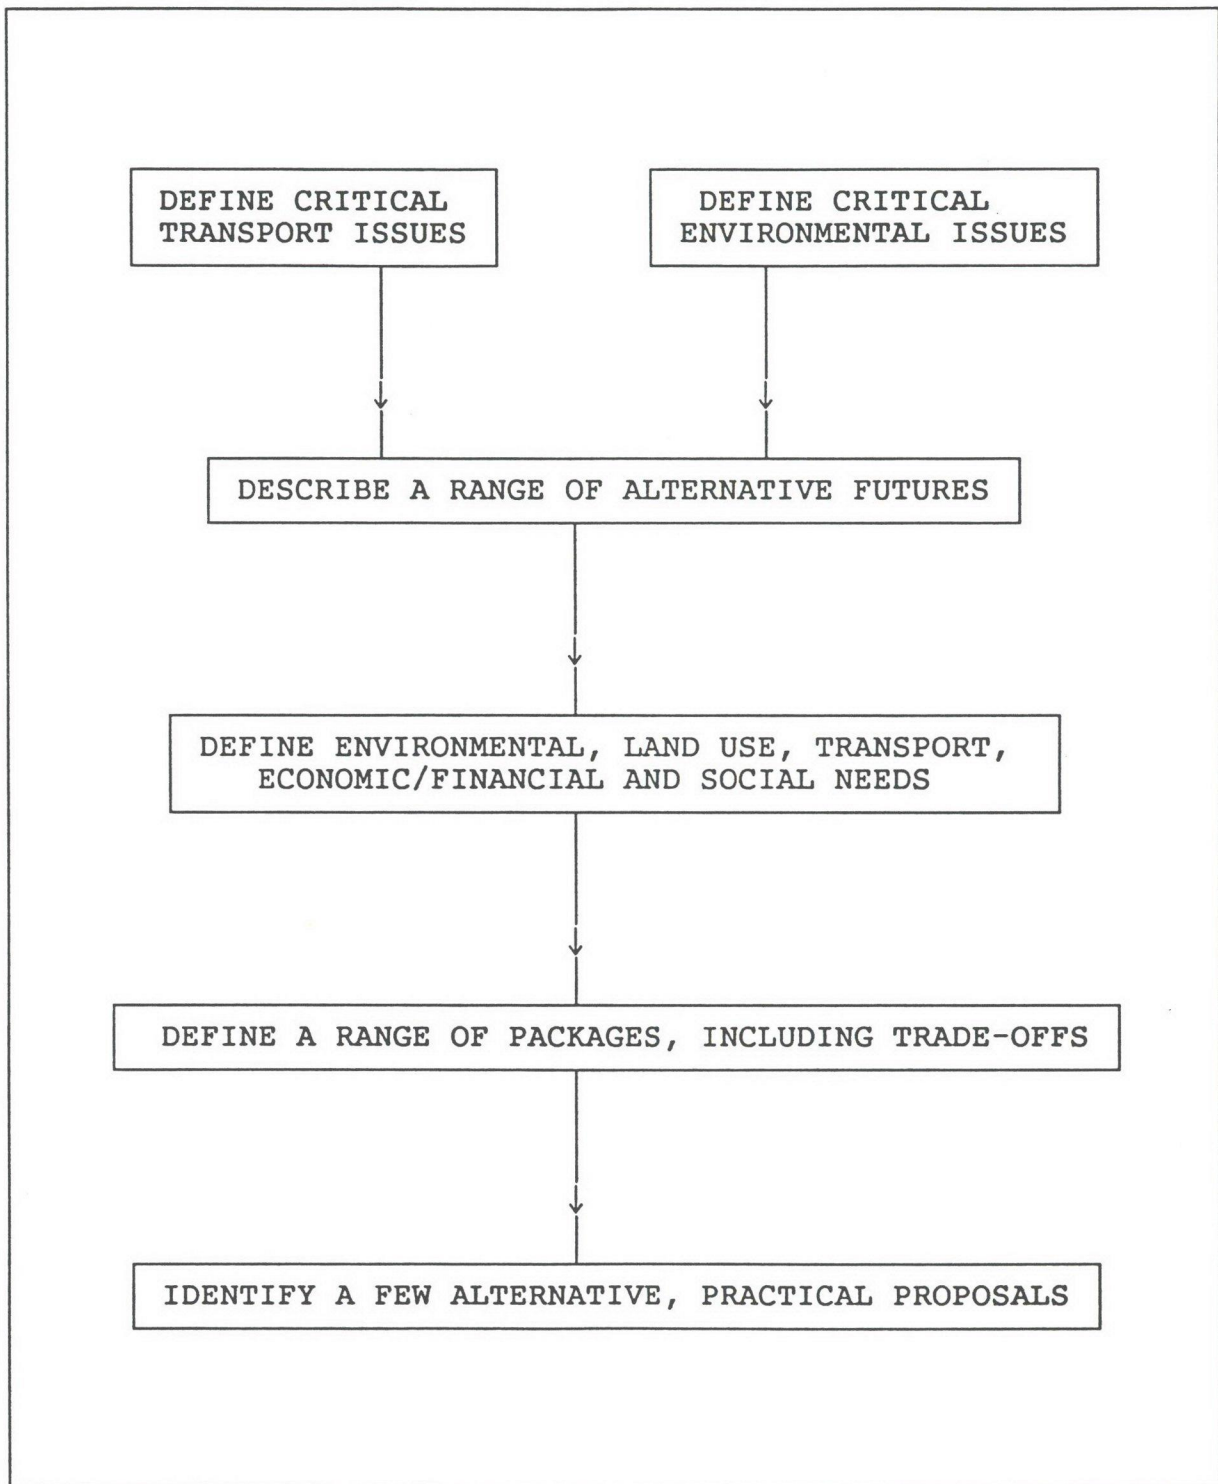 DEFINE CRITICAL
TRANSPORT ISSUES
DEFINE CRITICAL
ENVIRONMENTAL ISSUES
DESCRIBE A RANGE OF ALTERNATIVE FUTURES
DEFINE ENVIRONMENTAL, LAND USE, TRANSPORT,
ECONOMIC/FINANCIAL AND SOCIAL NEEDS
DEFINE A RANGE OF PACKAGES, INCLUDING TRADE-OFFS
IDENTIFY A FEW ALTERNATIVE, PRACTICAL PROPOSALS